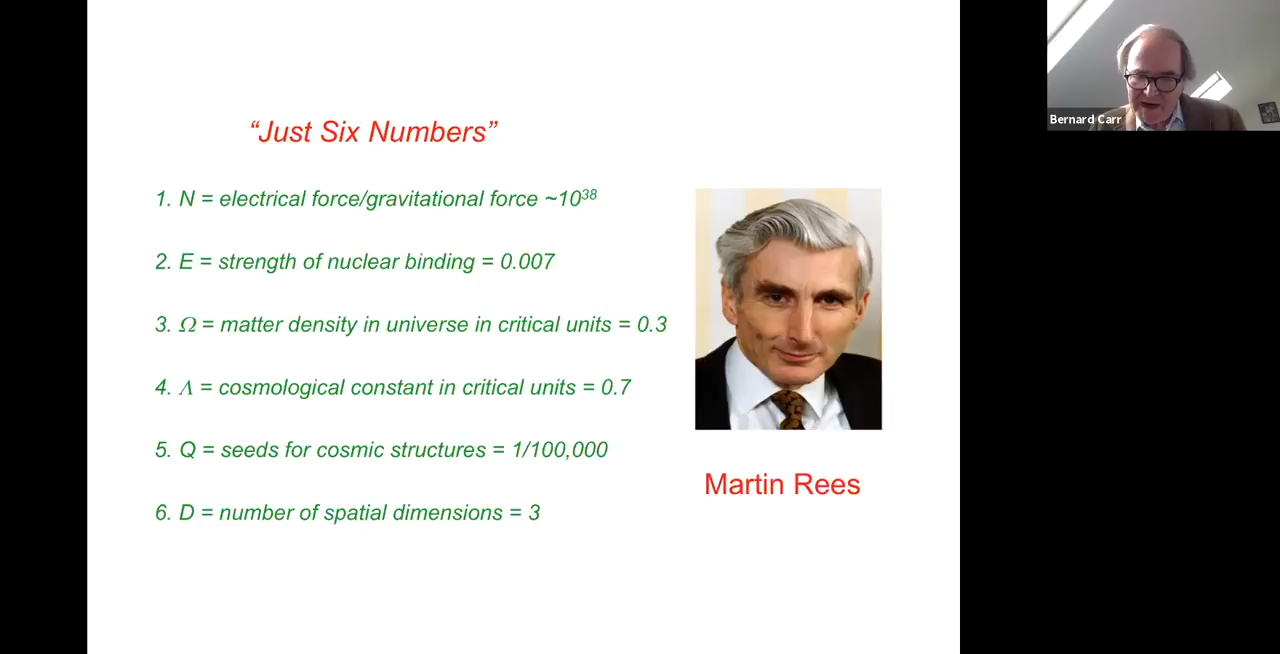 “Just Six Numbers”
1. N = electrical force/gravitational force ~10³⁸
2. E = strength of nuclear binding = 0.007
3. Ω = matter density in universe in critical units = 0.3
4. Λ = cosmological constant in critical units = 0.7
5. Q = seeds for cosmic structures = 1/100,000
6. D = number of spatial dimensions = 3
Martin Rees
Bernard Carr